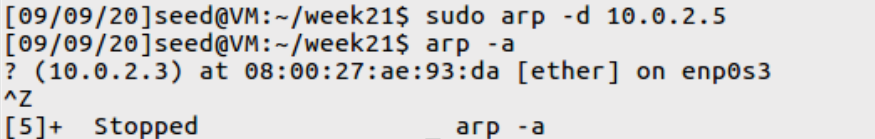 [09/09/20]seed@VM:~/week21$ sudo arp -d 10.0.2.5
[09/09/20]seed@VM:~/week21$ arp -a
? (10.0.2.3) at 08:00:27:ae:93:da [ether] on enp0s3
^Z
[5]+  Stopped                 arp -a